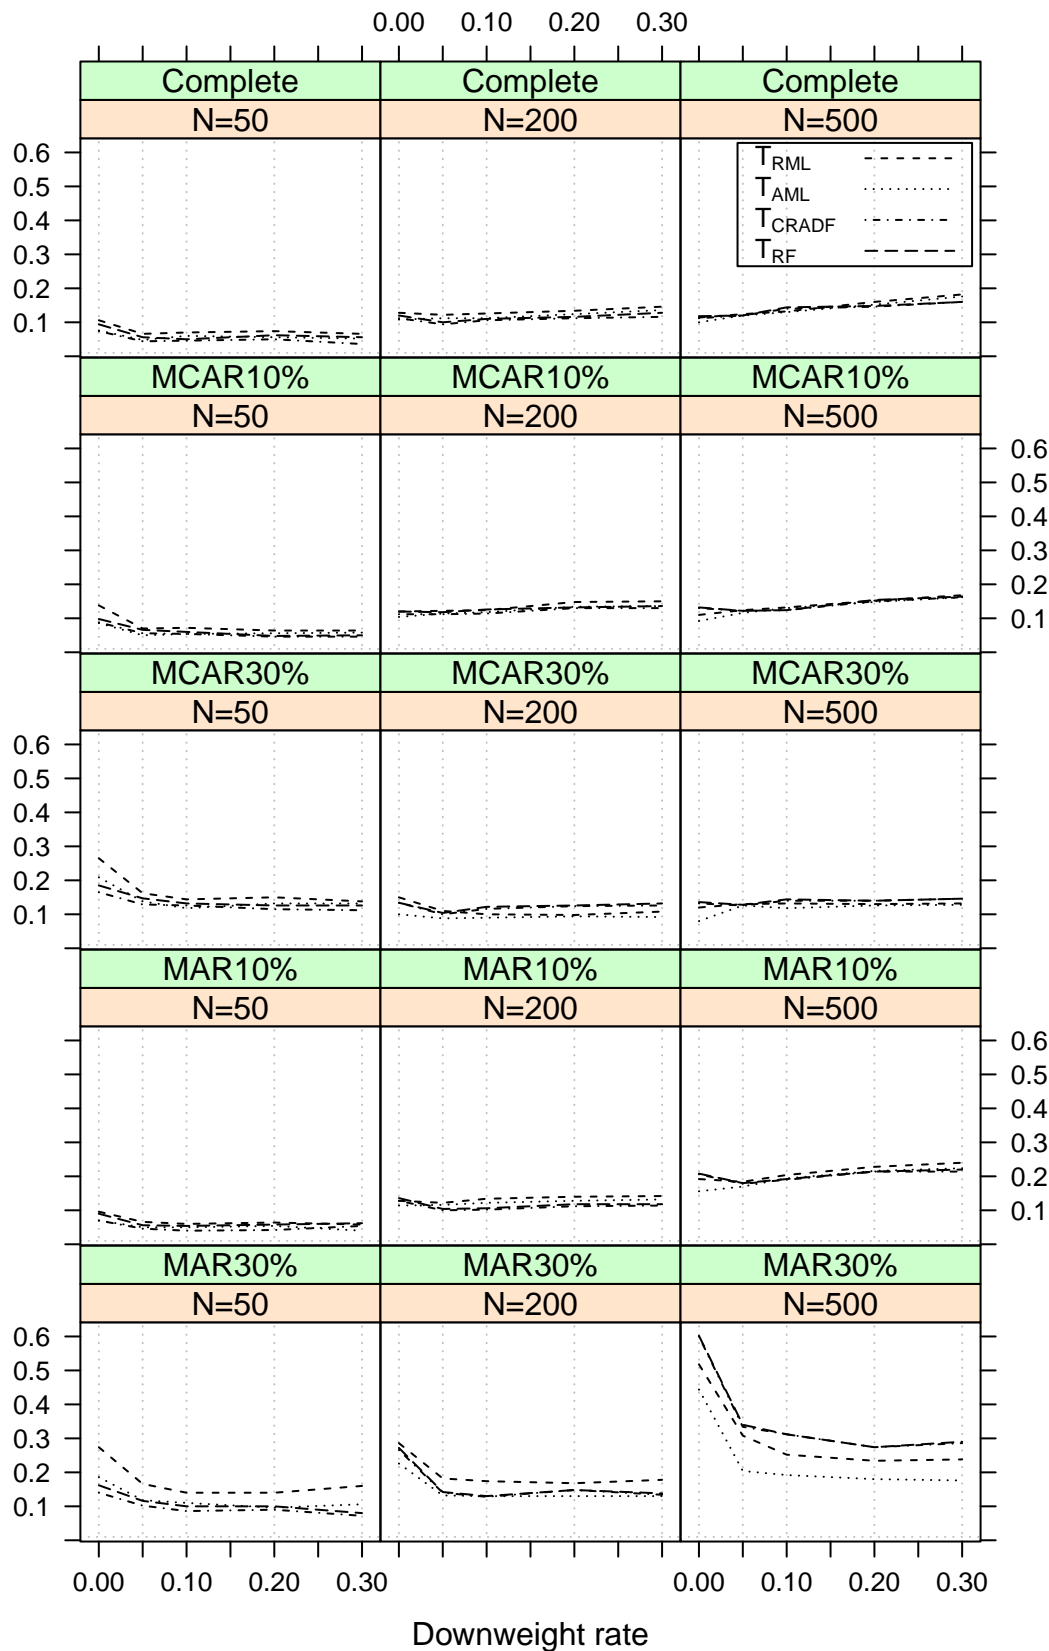 0.00 0.10 0.20 0.30
Complete Complete Complete
N=50 N=200 N=500
0.6
0.5
0.4
0.3
0.2
0.1
T_RML
T_AML
T_CRADF
T_RF
MCAR10% MCAR10% MCAR10%
N=50 N=200 N=500
0.6
0.5
0.4
0.3
0.2
0.1
MCAR30% MCAR30% MCAR30%
N=50 N=200 N=500
0.6
0.5
0.4
0.3
0.2
0.1
MAR10% MAR10% MAR10%
N=50 N=200 N=500
0.6
0.5
0.4
0.3
0.2
0.1
MAR30% MAR30% MAR30%
N=50 N=200 N=500
0.6
0.5
0.4
0.3
0.2
0.1
0.00 0.10 0.20 0.30 0.00 0.10 0.20 0.30
Downweight rate